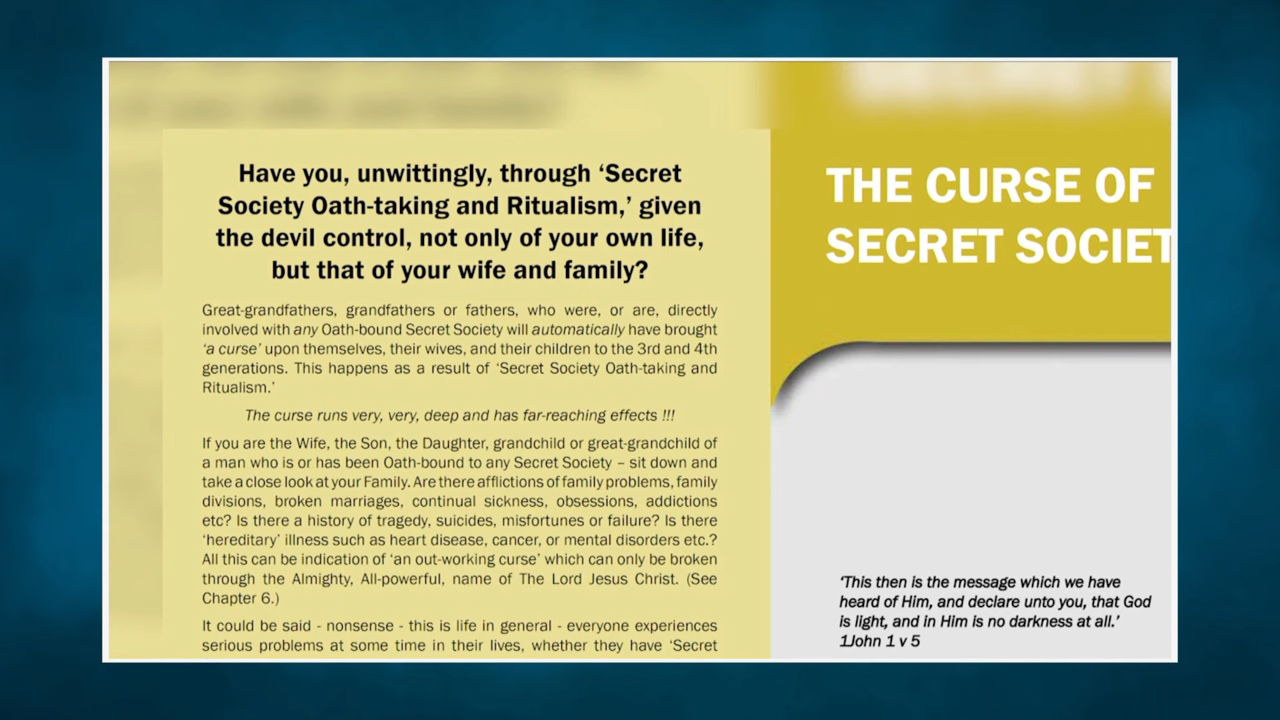 Have you, unwittingly, through ‘Secret
Society Oath-taking and Ritualism,’ given
the devil control, not only of your own life,
but that of your wife and family?
Great-grandfathers, grandfathers or fathers, who were, or are, directly
involved with any Oath-bound Secret Society will automatically have brought
‘a curse’ upon themselves, their wives, and their children to the 3rd and 4th
generations. This happens as a result of ‘Secret Society Oath-taking and
Ritualism.’
The curse runs very, very, deep and has far-reaching effects !!!
If you are the Wife, the Son, the Daughter, grandchild or great-grandchild of
a man who is or has been Oath-bound to any Secret Society – sit down and
take a close look at your Family. Are there afflictions of family problems, family
divisions, broken marriages, continual sickness, obsessions, addictions
etc? Is there a history of tragedy, suicides, misfortunes or failure? Is there
‘hereditary’ illness such as heart disease, cancer, or mental disorders etc.?
All this can be indication of ‘an out-working curse’ which can only be broken
through the Almighty, All-powerful, name of The Lord Jesus Christ. (See
Chapter 6.)
It could be said - nonsense - this is life in general - everyone experiences
serious problems at some time in their lives, whether they have ‘Secret
THE CURSE OF
SECRET SOCIET
‘This then is the message which we have
heard of Him, and declare unto you, that God
is light, and in Him is no darkness at all.’
1John 1 v 5